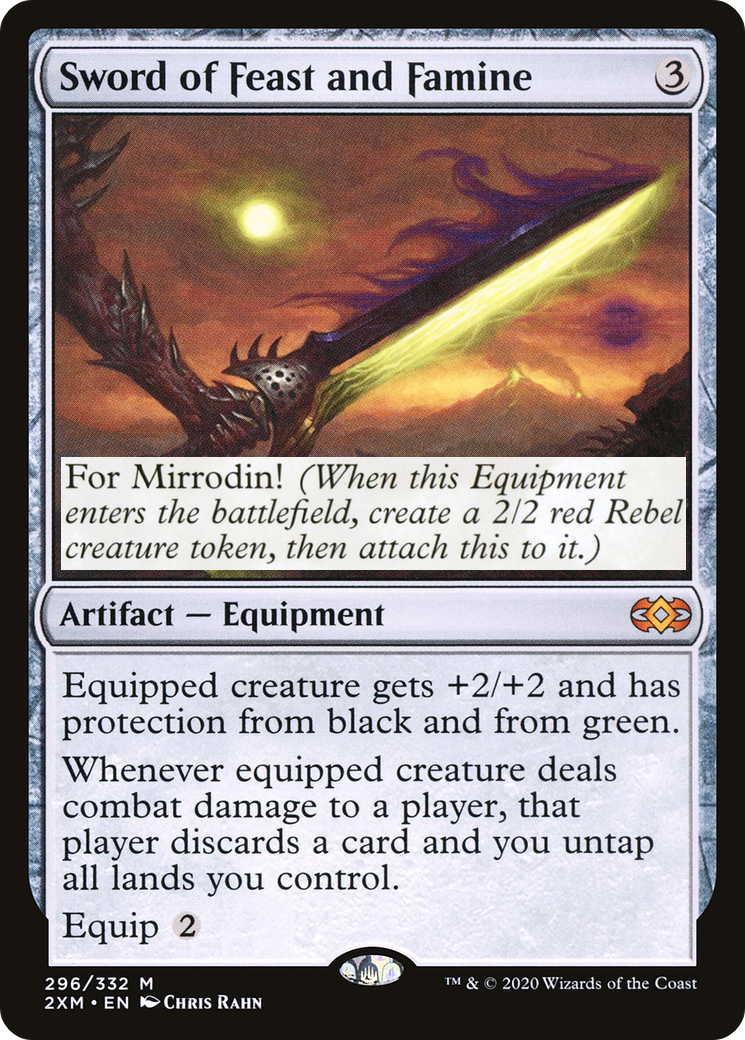 Sword of Feast and Famine 3
For Mirrodin! (When this Equipment
enters the battlefield, create a 2/2 red Rebel
creature token, then attach this to it.)
Artifact — Equipment
Equipped creature gets +2/+2 and has
protection from black and from green.
Whenever equipped creature deals
combat damage to a player, that
player discards a card and you untap
all lands you control.
Equip 2
296/332 M
2XM • EN Chris Rahn
™ & © 2020 Wizards of the Coast